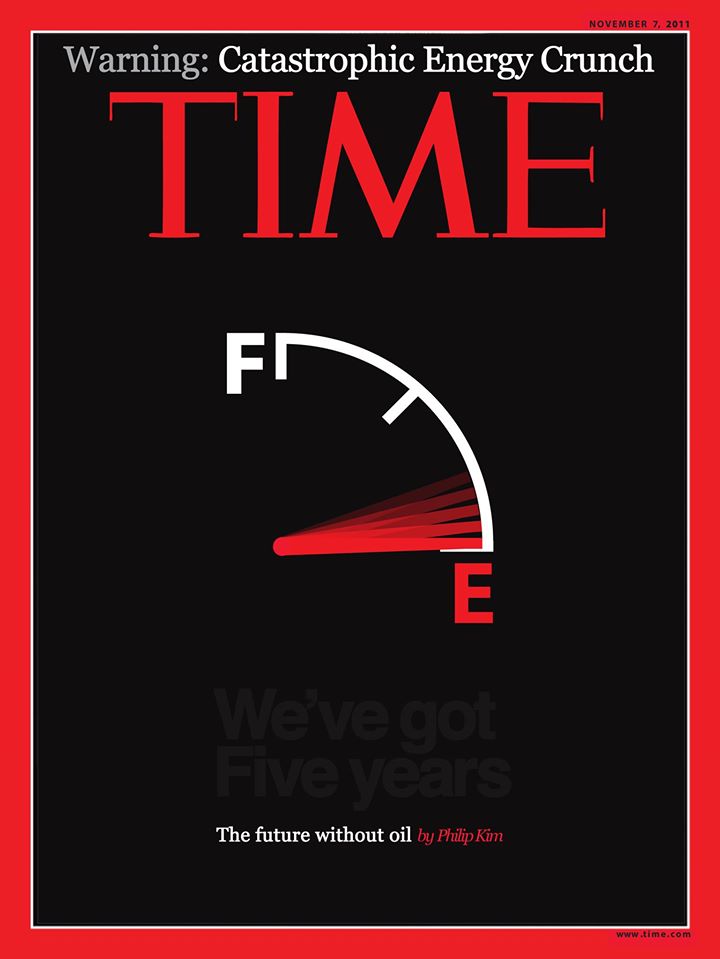 NOVEMBER 7, 2011
Warning: Catastrophic Energy Crunch
TIME
F
E
We've got
Five years
The future without oil by Philip Kim
www.time.com